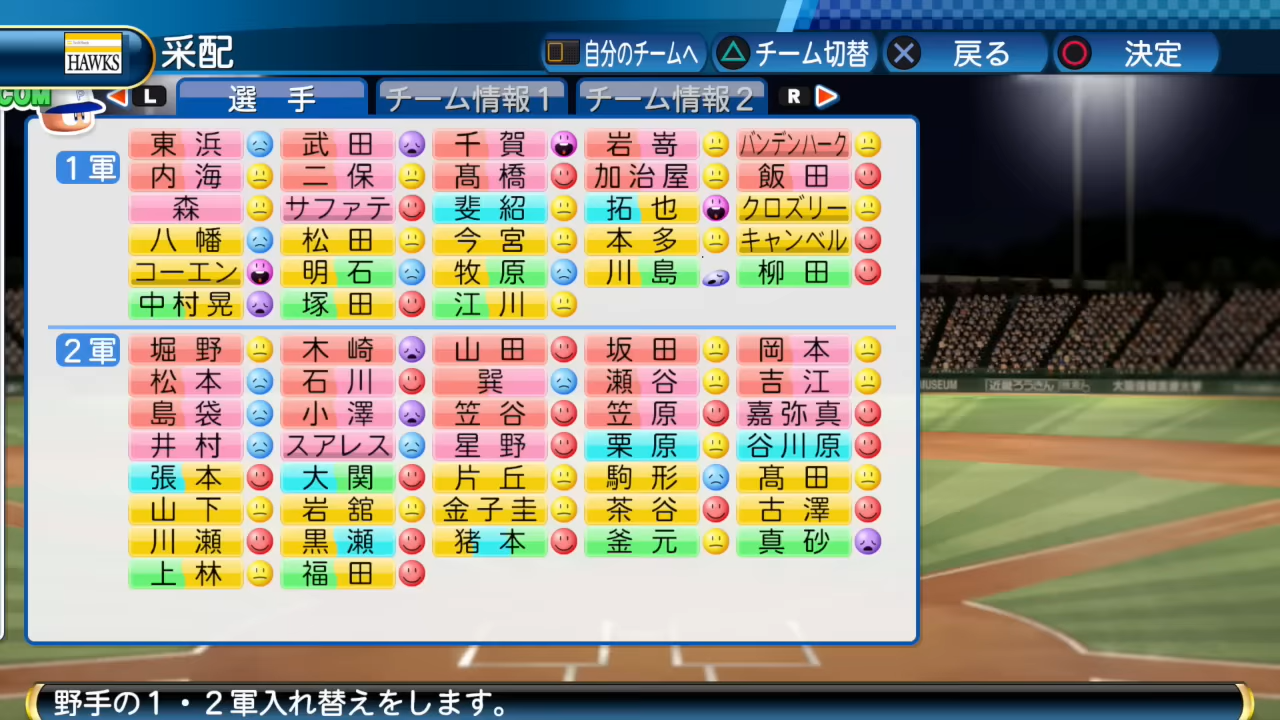 HAWKS
采配
自分のチームへ チーム切替 戻る 決定
COM L 選手 チーム情報1 チーム情報2 R
1軍
東浜 武田 千賀 岩嵜 バンデンハーク
内海 二保 髙橋 加治屋 飯田
森 サファテ 斐紹 拓也 クロズリー
八幡 松田 今宮 本多 キャンベル
コーエン 明石 牧原 川島 柳田
中村晃 塚田 江川
2軍
堀野 木崎 山田 坂田 岡本
松本 石川 巽 瀬谷 吉江
島袋 小澤 笠谷 笠原 嘉弥真
井村 スアレス 星野 栗原 谷川原
張本 大関 片丘 駒形 髙田
山下 岩舘 金子圭 茶谷 古澤
川瀬 黒瀬 猪本 釜元 真砂
上林 福田
MUSEUM 近畿ろうきん
野手の1・2軍入れ替えをします。